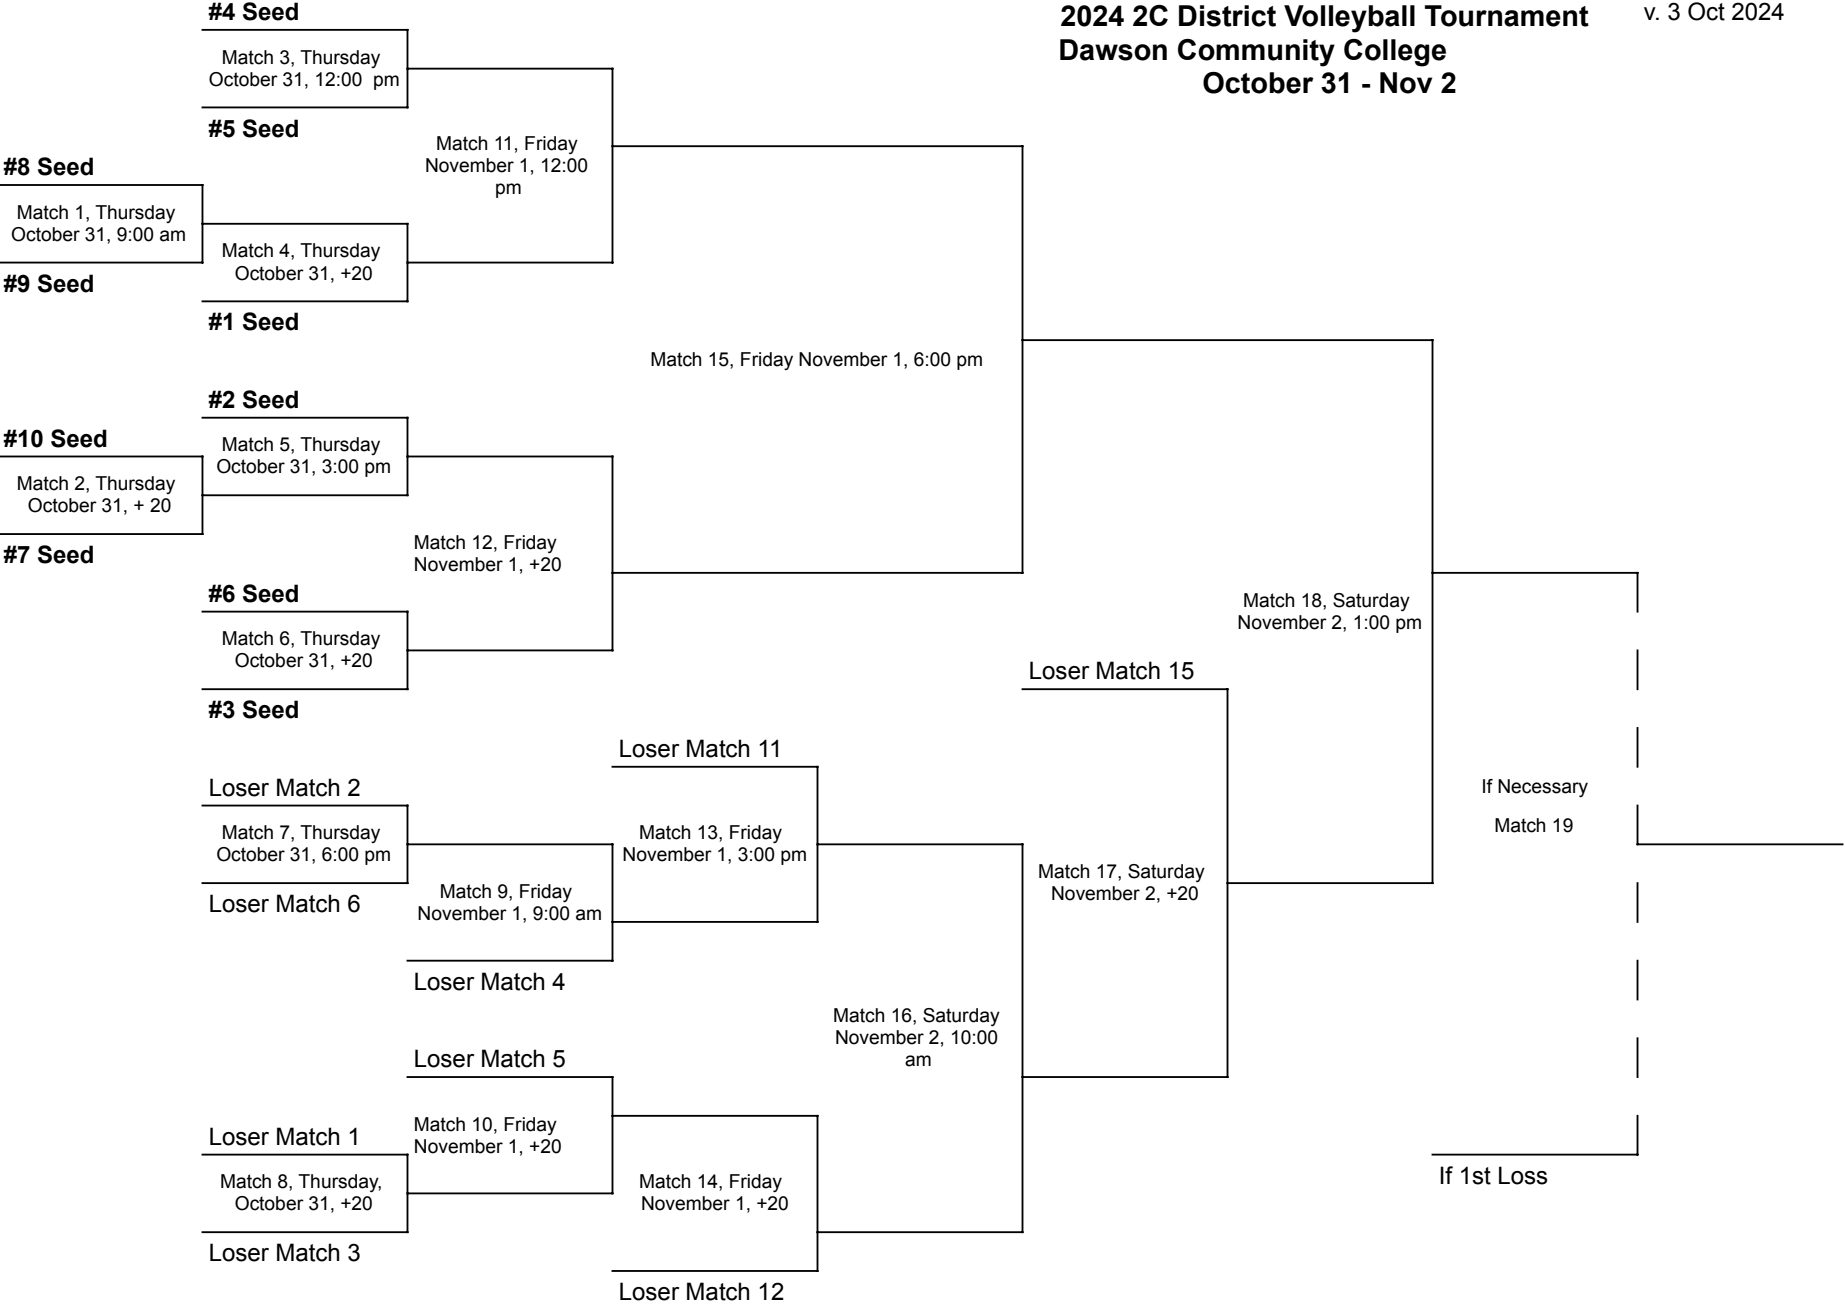 #4 Seed
2024 2C District Volleyball Tournament
v. 3 Oct 2024
Dawson Community College
October 31 - Nov 2
Match 3, Thursday
October 31, 12:00  pm
#5 Seed
Match 11, Friday
November 1, 12:00
pm
#8 Seed
Match 1, Thursday
October 31, 9:00 am
#9 Seed
Match 4, Thursday
October 31, +20
#1 Seed
Match 15, Friday November 1, 6:00 pm
#2 Seed
#10 Seed
Match 5, Thursday
October 31, 3:00 pm
Match 2, Thursday
October 31, + 20
#7 Seed
Match 12, Friday
November 1, +20
#6 Seed
Match 6, Thursday
October 31, +20
#3 Seed
Match 18, Saturday
November 2, 1:00 pm
Loser Match 15
Loser Match 11
Loser Match 2
Match 7, Thursday
October 31, 6:00 pm
Loser Match 6
Match 13, Friday
November 1, 3:00 pm
If Necessary
Match 19
Match 9, Friday
November 1, 9:00 am
Match 17, Saturday
November 2, +20
Loser Match 4
Match 16, Saturday
November 2, 10:00
am
Loser Match 5
Match 10, Friday
November 1, +20
Loser Match 1
Match 8, Thursday,
October 31, +20
Loser Match 3
Match 14, Friday
November 1, +20
If 1st Loss
Loser Match 12